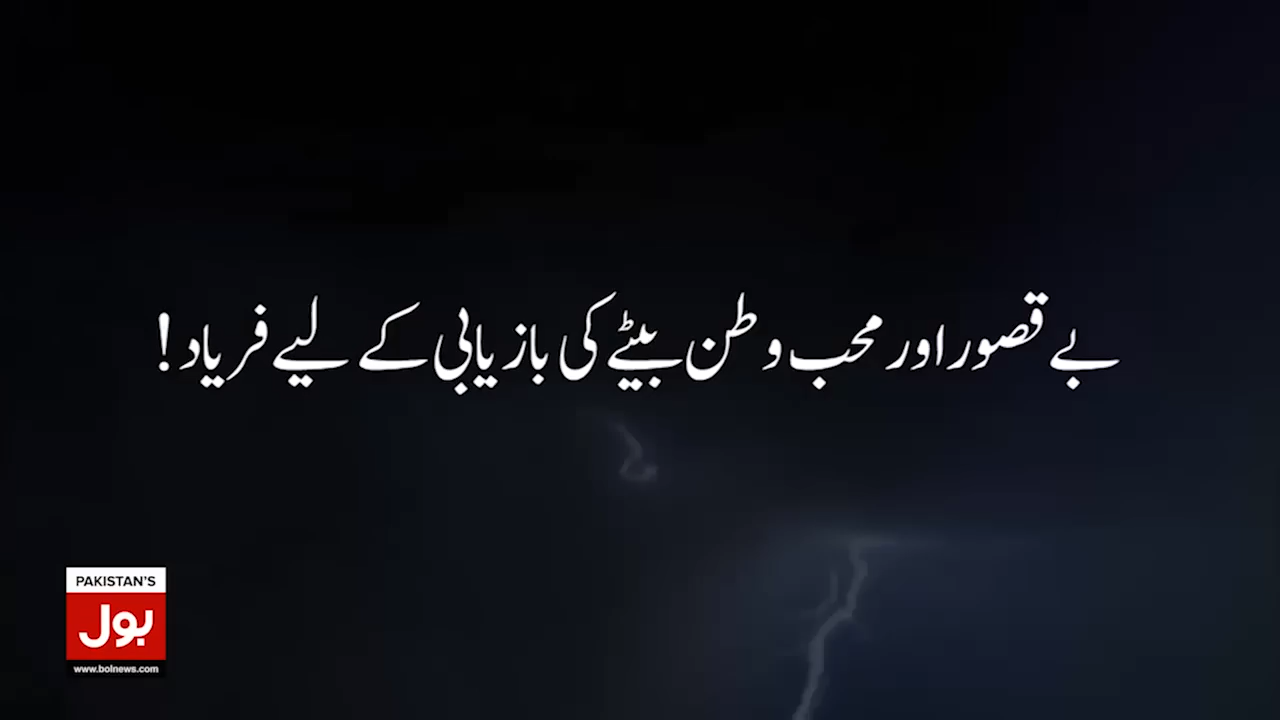 بے قصور اور محب وطن بیٹے کی بازیابی کے لیے فریاد!
PAKISTAN'S
بول
www.bolnews.com